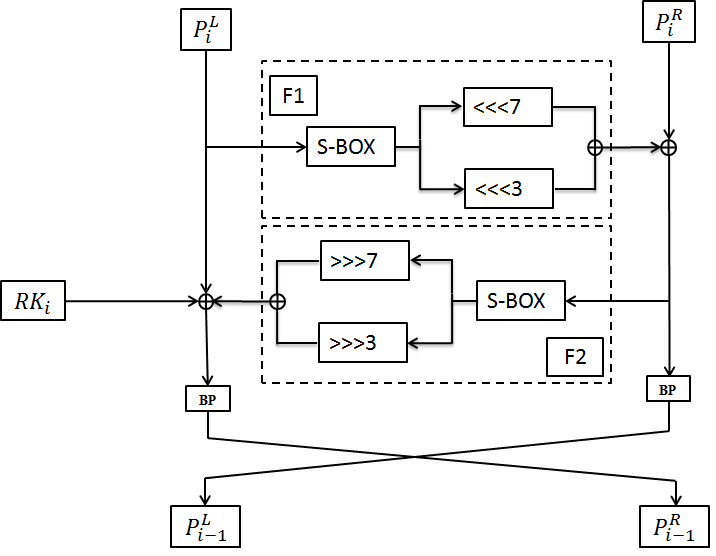 P_i^L
P_i^R
F1
<<<7
S-BOX
<<<3
>>>7
RK_i
S-BOX
>>>3
F2
BP
BP
P_{i-1}^L
P_{i-1}^R